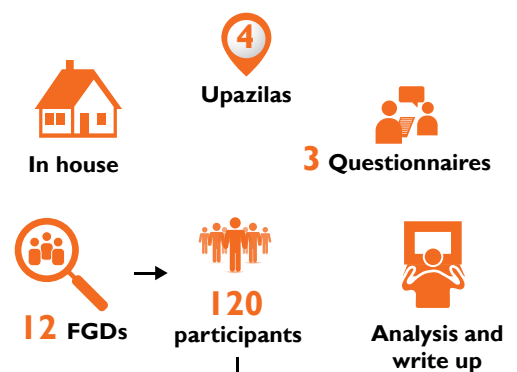 4
Upazilas
In house
3 Questionnaires
12 FGDs
120
participants
Analysis and
write up